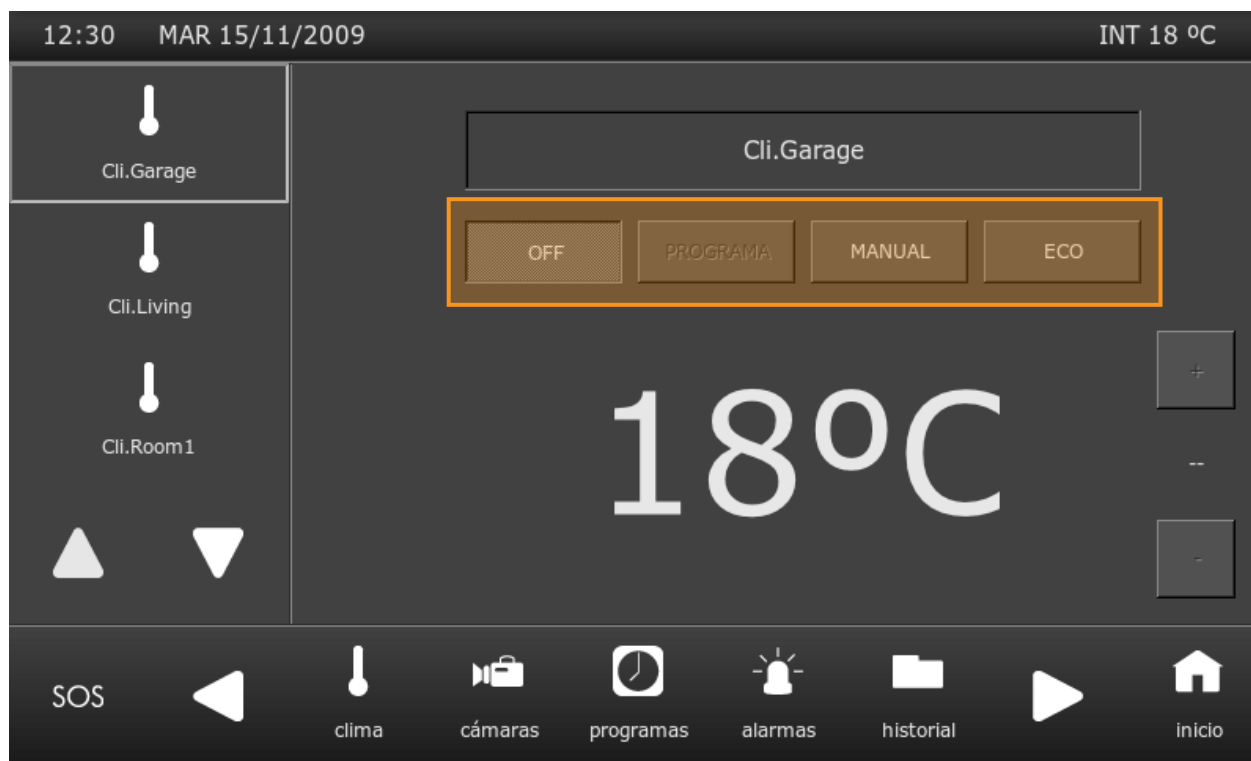 12:30 MAR 15/11/2009 INT 18 ºC
Cli.Garage
Cli.Living
Cli.Room1
Cli.Garage
OFF PROGRAMA MANUAL ECO
18ºC
+
--
-
SOS clima cámaras programas alarmas historial inicio